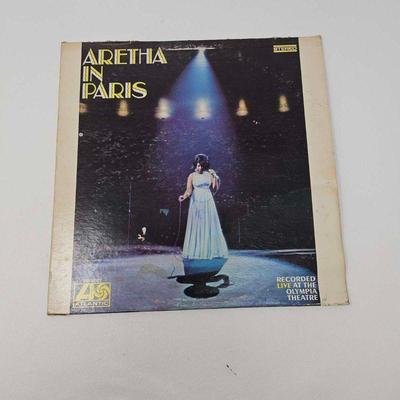 ARETHA
IN
PARIS
STEREO
ATLANTIC
RECORDED
LIVE AT THE
OLYMPIA
THEATRE